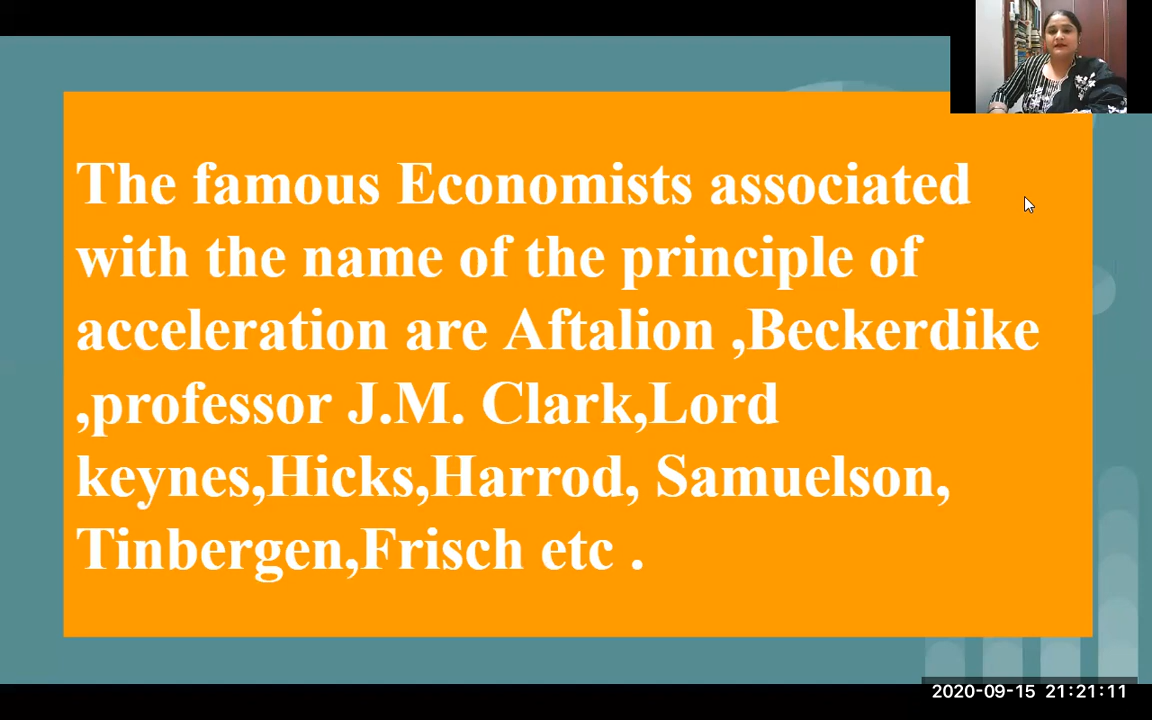 The famous Economists associated
with the name of the principle of
acceleration are Aftalion ,Beckerdike
,professor J.M. Clark,Lord
keynes,Hicks,Harrod, Samuelson,
Tinbergen,Frisch etc .
2020-09-15 21:21:11